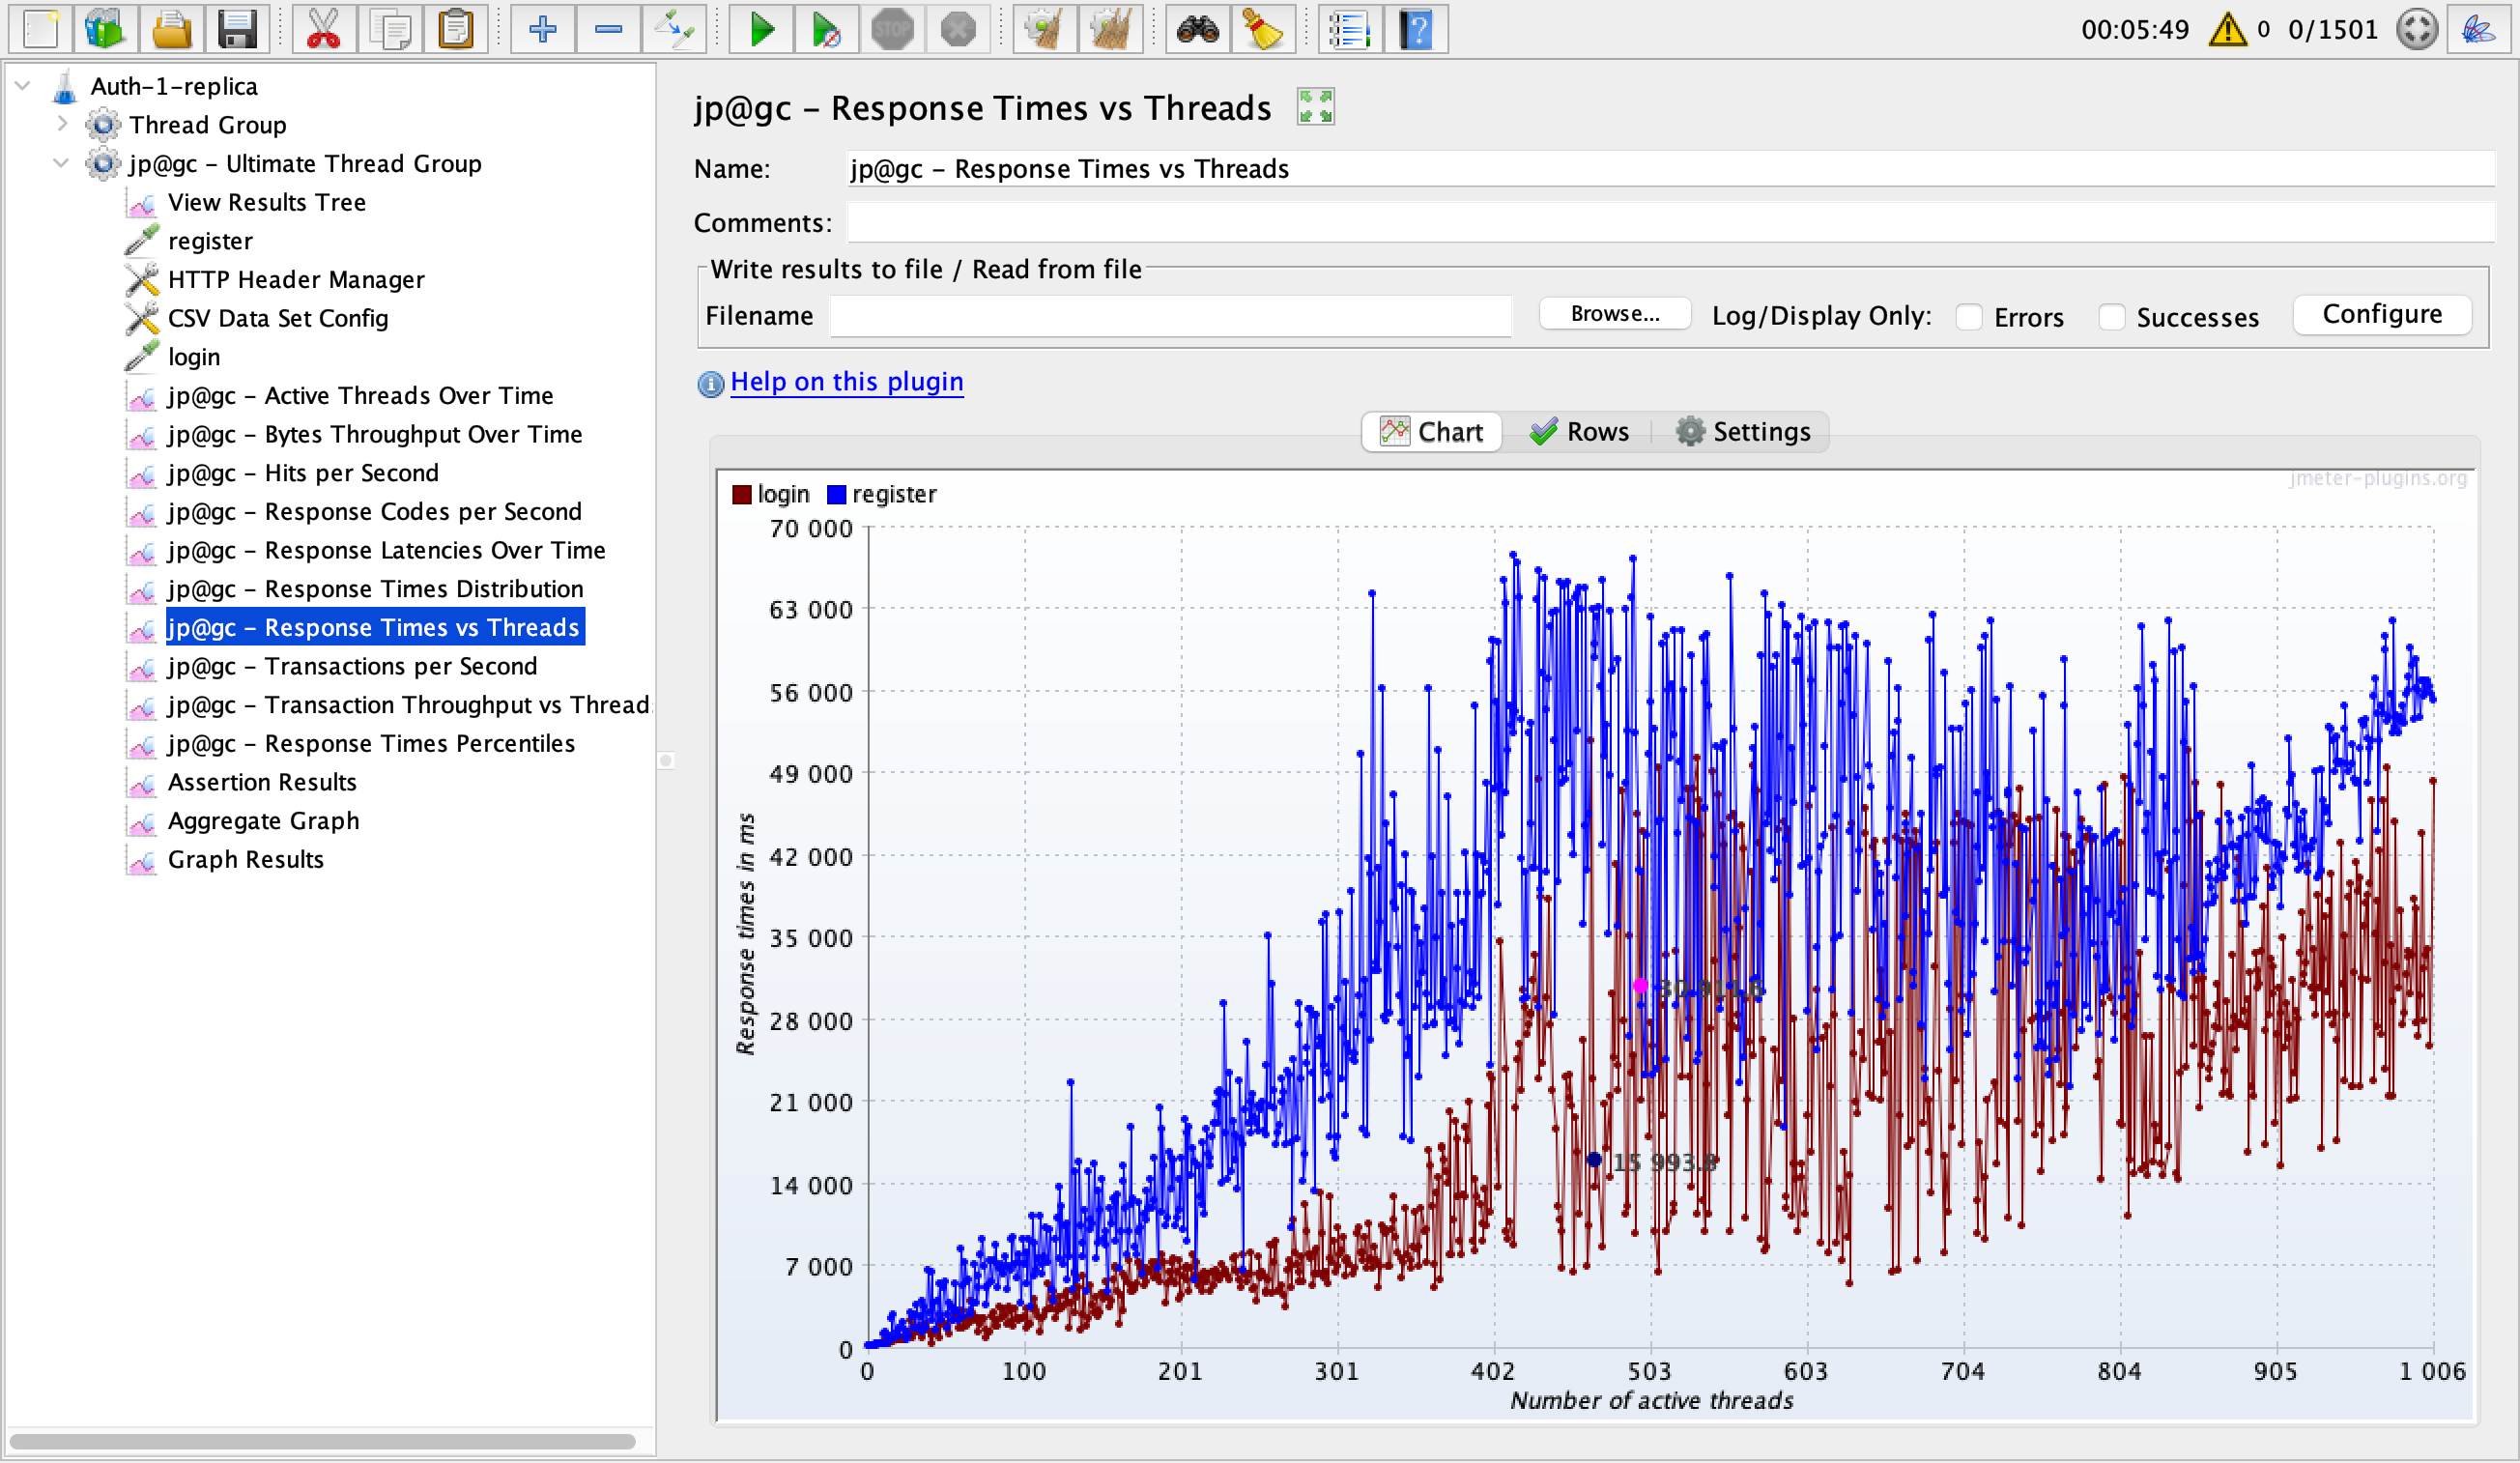 STOP
?
00:05:49 0 0/1501
Auth-1-replica
Thread Group
jp@gc - Ultimate Thread Group
View Results Tree
register
HTTP Header Manager
CSV Data Set Config
login
jp@gc - Active Threads Over Time
jp@gc - Bytes Throughput Over Time
jp@gc - Hits per Second
jp@gc - Response Codes per Second
jp@gc - Response Latencies Over Time
jp@gc - Response Times Distribution
jp@gc - Response Times vs Threads
jp@gc - Transactions per Second
jp@gc - Transaction Throughput vs Thread
jp@gc - Response Times Percentiles
Assertion Results
Aggregate Graph
Graph Results
jp@gc - Response Times vs Threads
Name: jp@gc - Response Times vs Threads
Comments:
Write results to file / Read from file
Filename Browse... Log/Display Only: Errors Successes Configure
Help on this plugin
Chart Rows Settings
jmeter-plugins.org
login register
70 000
63 000
56 000
49 000
42 000
35 000
28 000
21 000
14 000
7 000
0
Response times in ms
15 993.8
0 100 201 301 402 503 603 704 804 905 1 006
Number of active threads